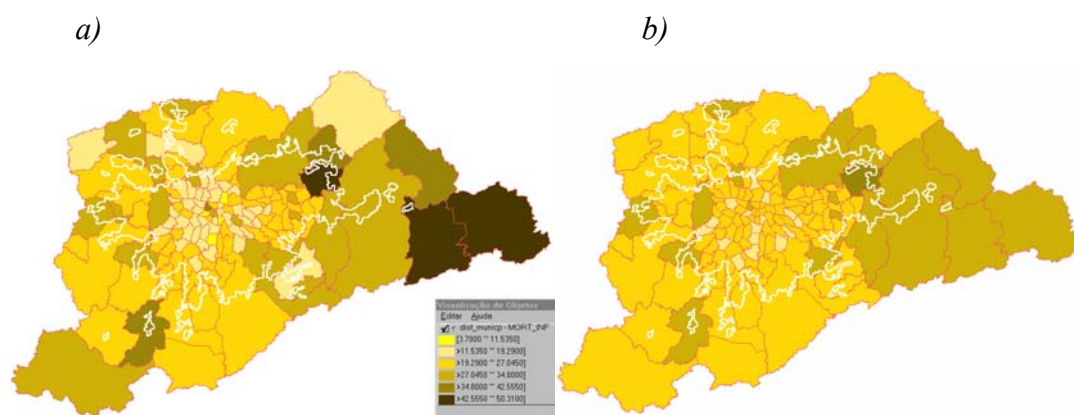 a)
b)
Visualização de Objetos
Editar Ajuda
dist_municp - MORT_INF
[3.7800 ~ 11.5350]
>11.5350 ~ 19.2900]
>19.2900 ~ 27.0450]
>27.0450 ~ 34.8000]
>34.8000 ~ 42.5550]
>42.5550 ~ 50.3100]